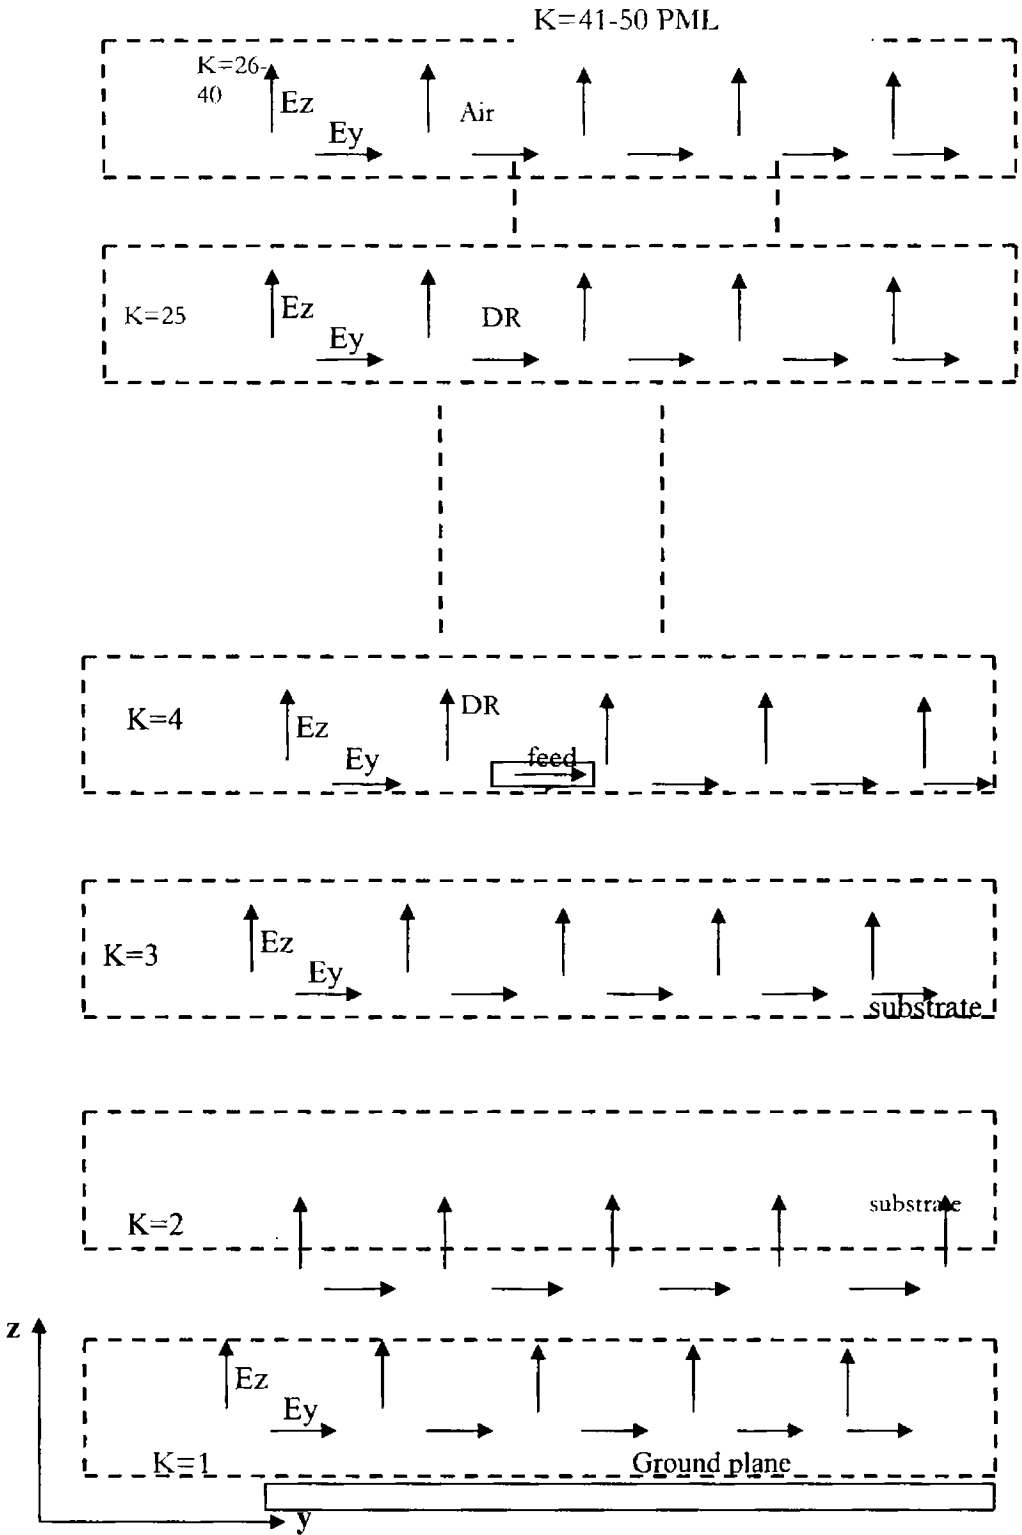 K=41-50 PML
K=26-
40
Ez
Air
Ey
K=25
Ez
DR
Ey
K=4
Ez
DR
Ey
feed
K=3
Ez
Ey
substrate
K=2
substrate
z
Ez
Ey
K=1
Ground plane
y